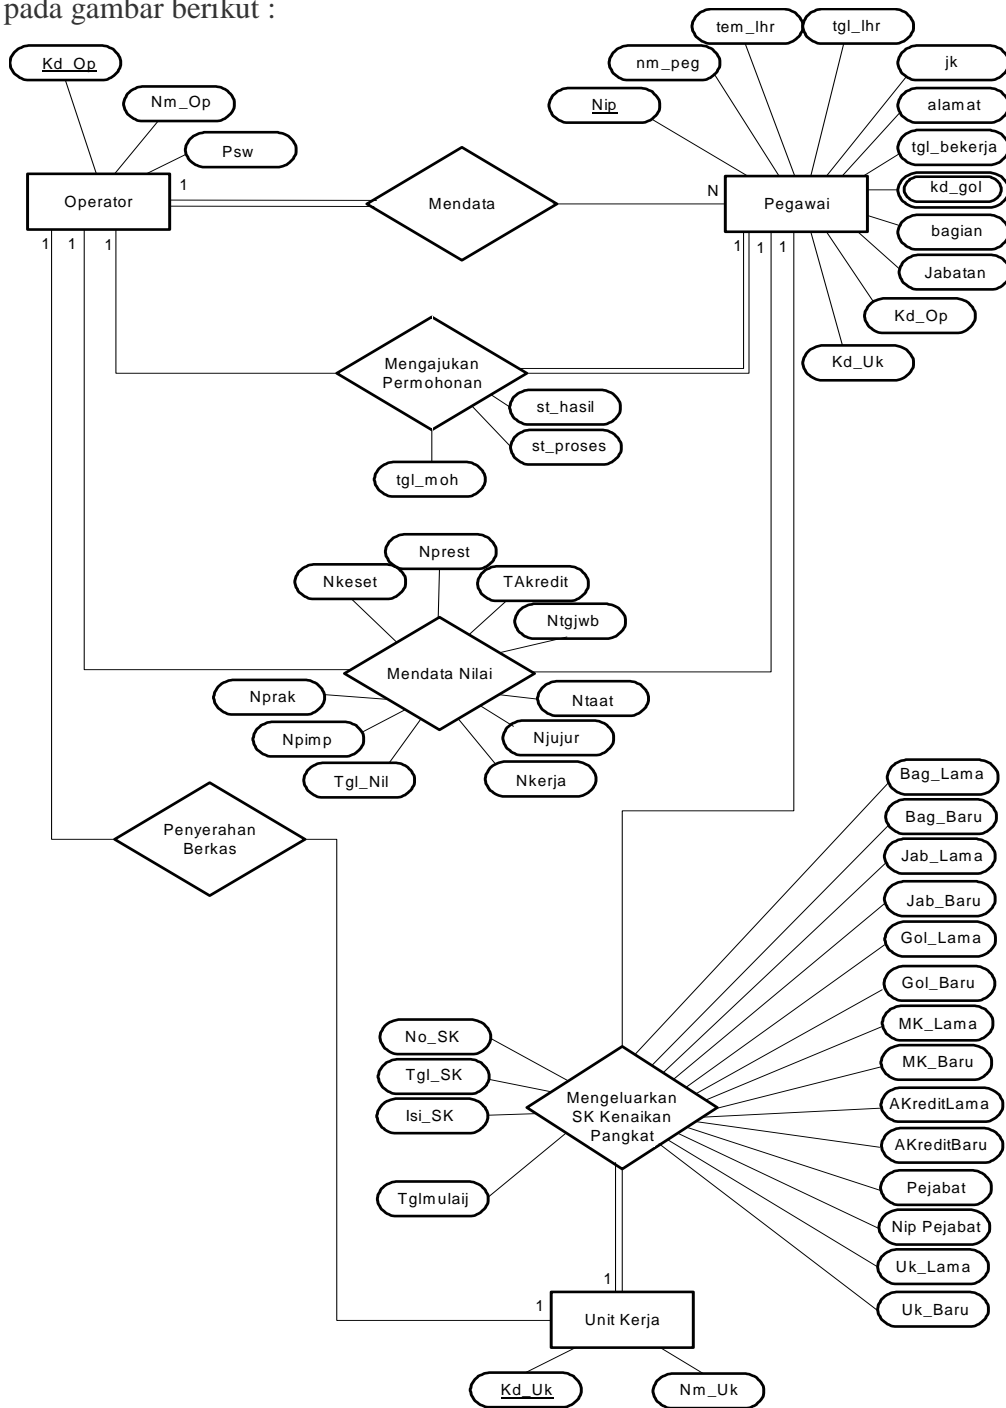 pada gambar berikut :
tem_lhr
tgl_lhr
Kd_Op
nm_peg
jk
Nm_Op
Nip
alamat
Psw
tgl_bekerja
1
Operator
Mendata
N
Pegawai
kd_gol
bagian
1
1
1
1
1
1
Jabatan
Kd_Op
Kd_Uk
Mengajukan
Permohonan
st_hasil
st_proses
tgl_moh
Nprest
Nkeset
TAkredit
Ntgjwb
Mendata Nilai
Nprak
Ntaat
Npimp
Njujur
Tgl_Nil
Nkerja
Penyerahan
Berkas
Bag_Lama
Bag_Baru
Jab_Lama
Jab_Baru
Gol_Lama
Gol_Baru
MK_Lama
MK_Baru
AKreditLama
AKreditBaru
Pejabat
Nip Pejabat
Uk_Lama
Uk_Baru
No_SK
Tgl_SK
Isi_SK
Tglmulaij
Mengeluarkan
SK Kenaikan
Pangkat
1
1
Unit Kerja
Kd_Uk
Nm_Uk